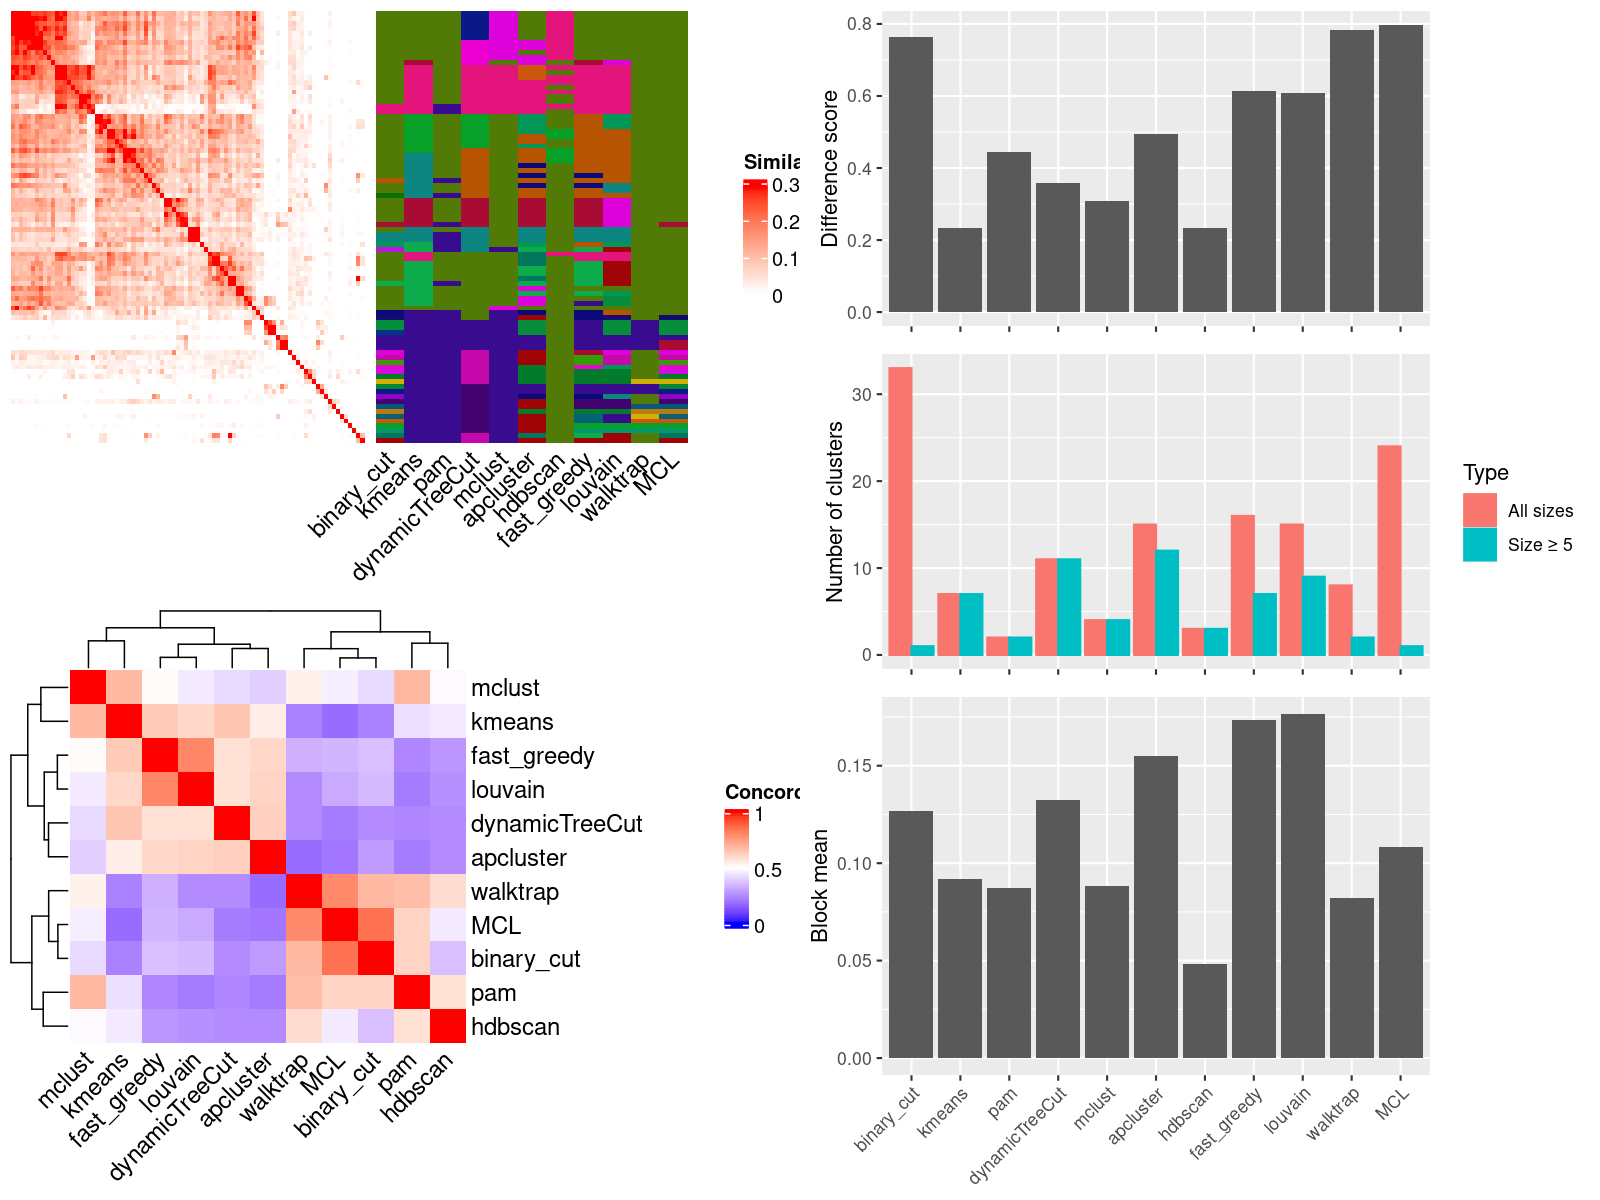 Simila
0.3
0.2
0.1
0
binary_cut
kmeans
pam
dynamicTreeCut
mclust
apcluster
hdbscan
fast_greedy
louvain
walktrap
MCL
mclust
kmeans
fast_greedy
louvain
dynamicTreeCut
apcluster
walktrap
MCL
binary_cut
pam
hdbscan
mclust
kmeans
fast_greedy
louvain
dynamicTreeCut
apcluster
walktrap
MCL
binary_cut
pam
hdbscan
Concord
1
0.5
0
Difference score
0.8
0.6
0.4
0.2
0.0
Number of clusters
30
20
10
0
Type
All sizes
Size ≥ 5
Block mean
0.15
0.10
0.05
0.00
binary_cut
kmeans
pam
dynamicTreeCut
mclust
apcluster
hdbscan
fast_greedy
louvain
walktrap
MCL